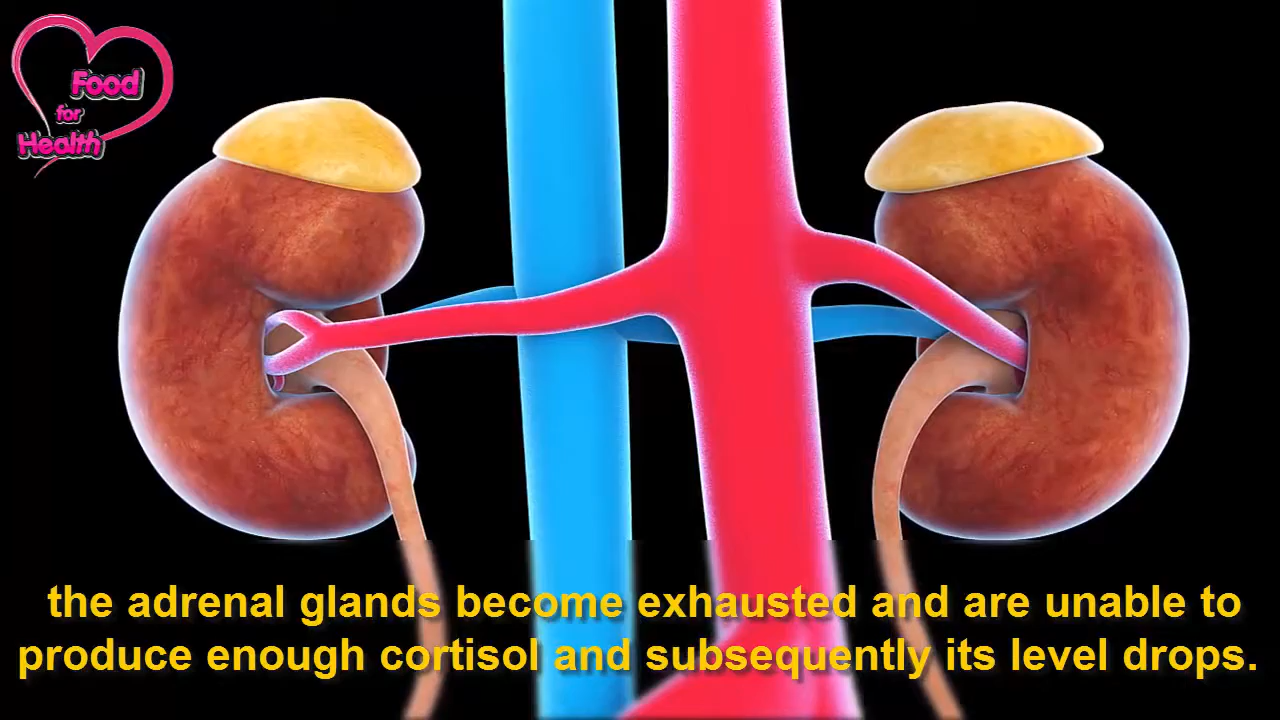 Food
for
Health
the adrenal glands become exhausted and are unable to
produce enough cortisol and subsequently its level drops.